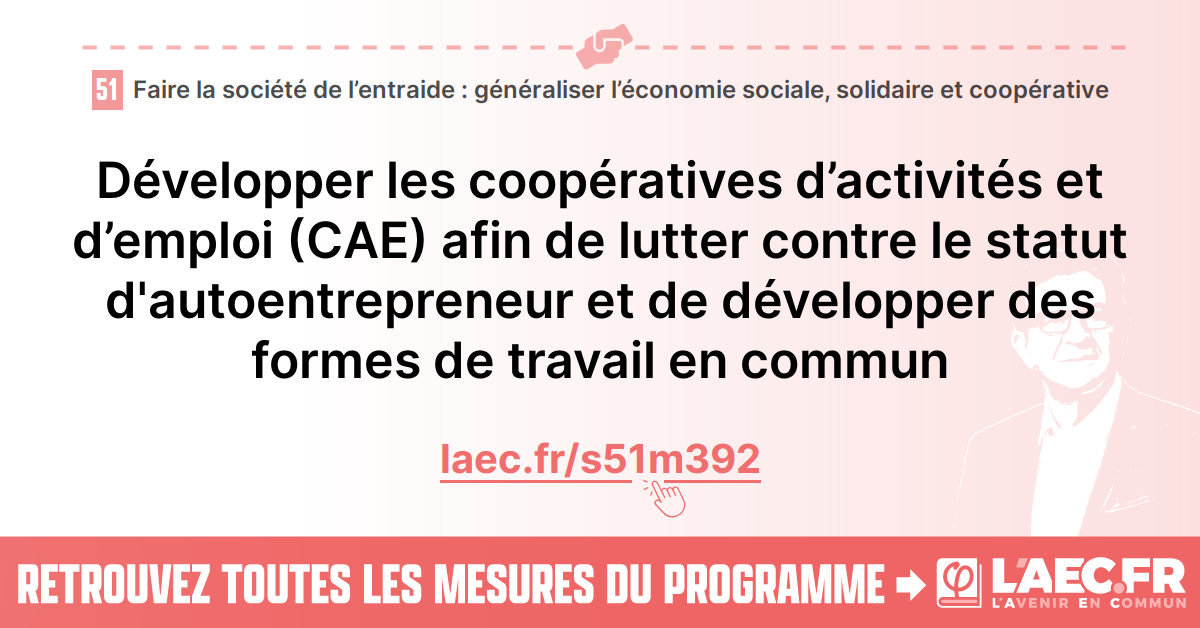 51 Faire la société de l’entraide : généraliser l’économie sociale, solidaire et coopérative
Développer les coopératives d’activités et
d’emploi (CAE) afin de lutter contre le statut
d'autoentrepreneur et de développer des
formes de travail en commun
laec.fr/s51m392
RETROUVEZ TOUTES LES MESURES DU PROGRAMME
φ L'AEC.FR
L'AVENIR EN COMMUN